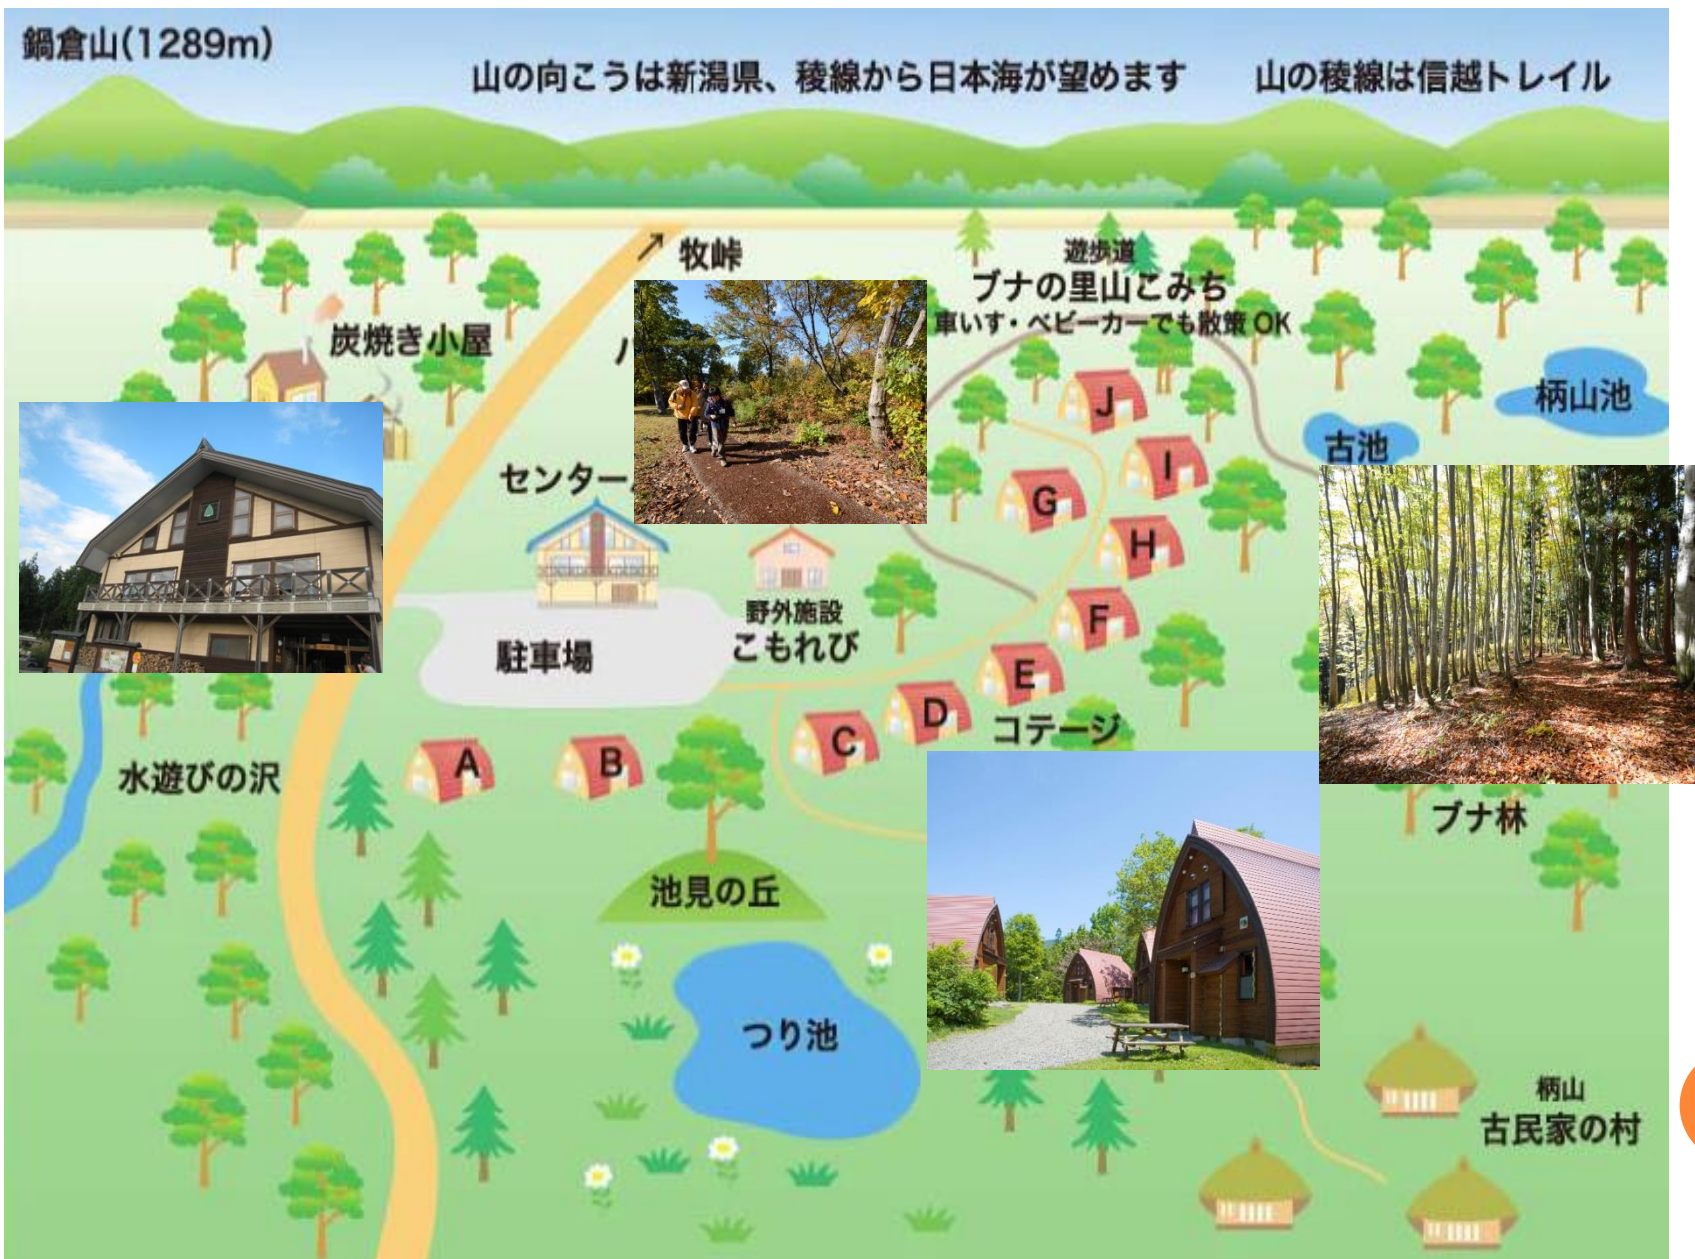 鍋倉山(1289m)
山の向こうは新潟県、稜線から日本海が望めます
山の稜線は信越トレイル
牧峠
遊歩道
ブナの里山こみち
車いす・ベビーカーでも散策 OK
炭焼き小屋
柄山池
古池
センター
J
I
G
H
F
E
D
C
B
A
野外施設
こもれび
駐車場
コテージ
水遊びの沢
ブナ林
池見の丘
つり池
柄山
古民家の村